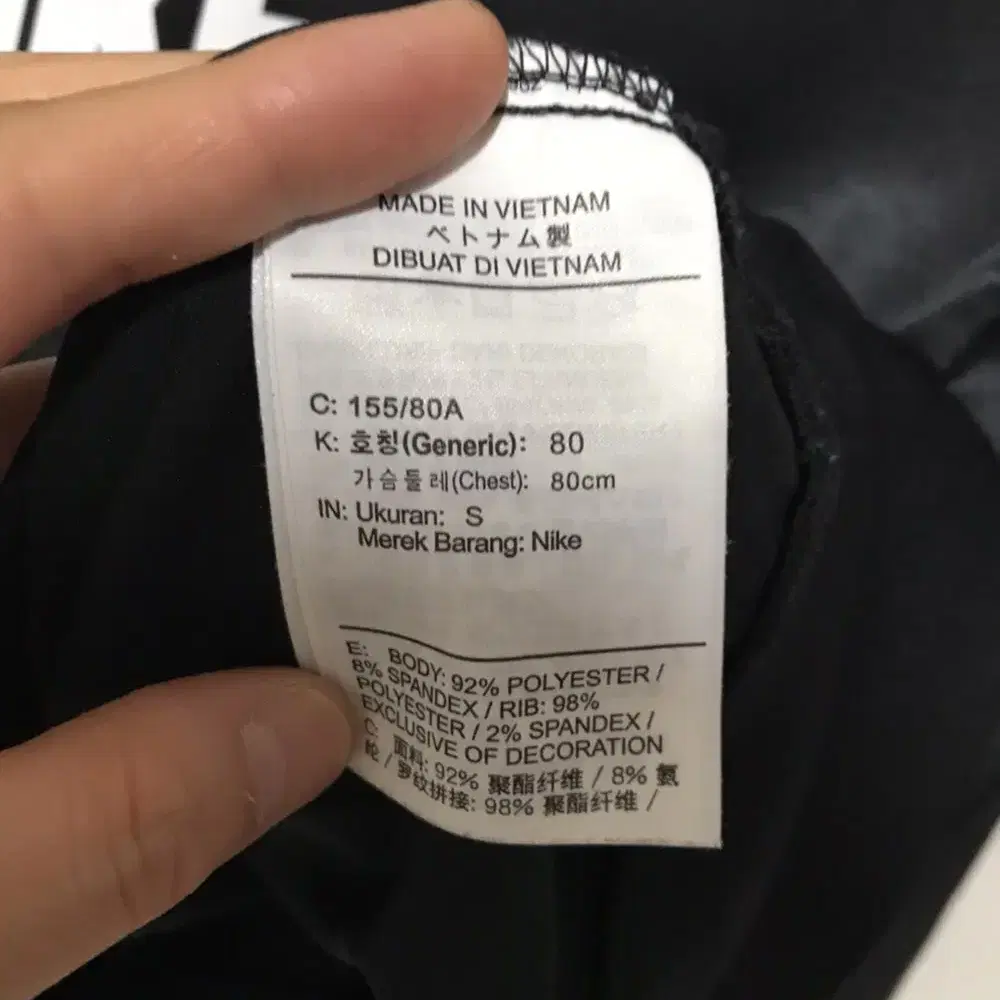 MADE IN VIETNAM
ベトナム製
DIBUAT DI VIETNAM
C: 155/80A
K: 호칭(Generic): 80
가슴둘레(Chest): 80cm
IN: Ukuran: S
Merek Barang: Nike
E: BODY: 92% POLYESTER /
8% SPANDEX / RIB: 98%
POLYESTER / 2% SPANDEX /
EXCLUSIVE OF DECORATION
C: 面料: 92% 聚酯纤维 / 8% 氨
纶 / 罗纹拼接: 98% 聚酯纤维 /